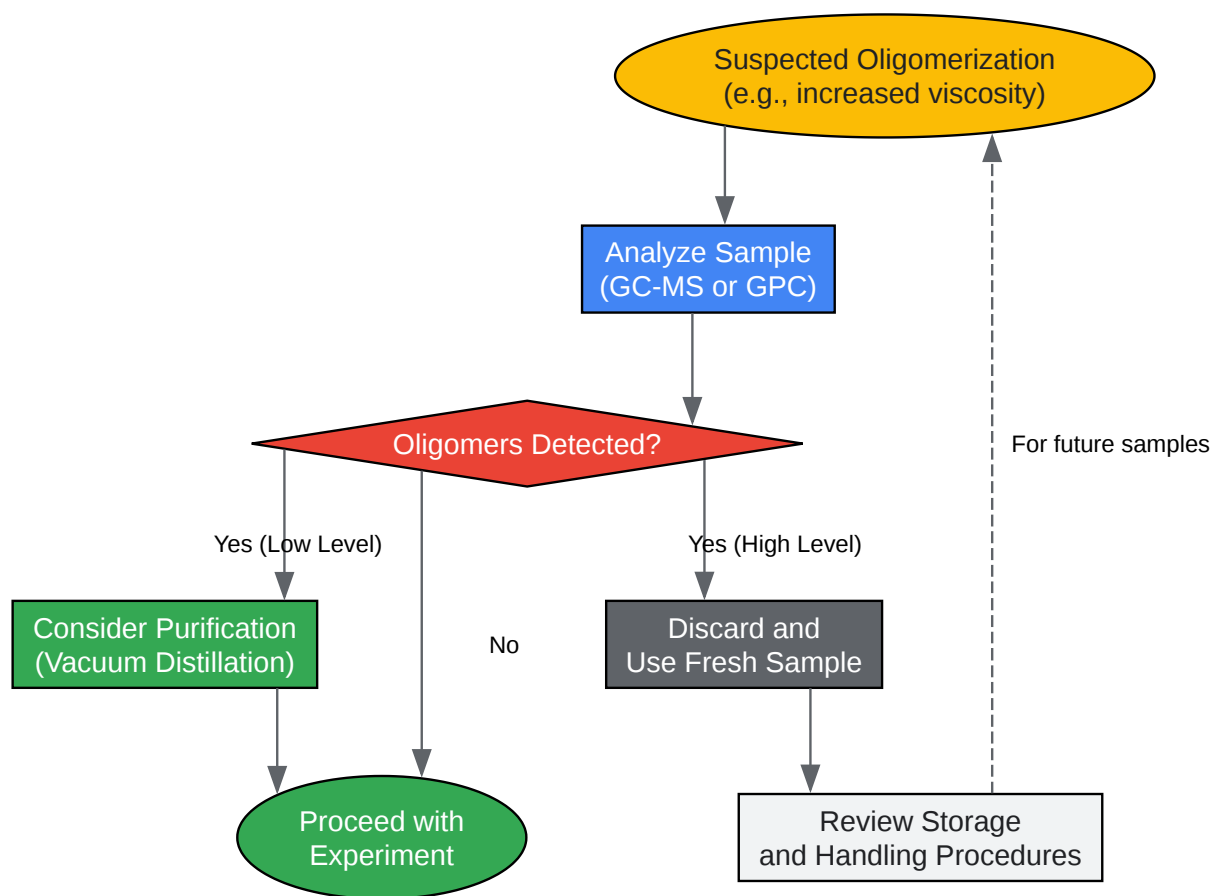 Suspected Oligomerization
(e.g., increased viscosity)
Analyze Sample
(GC-MS or GPC)
Oligomers Detected?
For future samples
Yes (Low Level)
Yes (High Level)
Consider Purification
(Vacuum Distillation)
No
Discard and
Use Fresh Sample
Proceed with
Experiment
Review Storage
and Handling Procedures